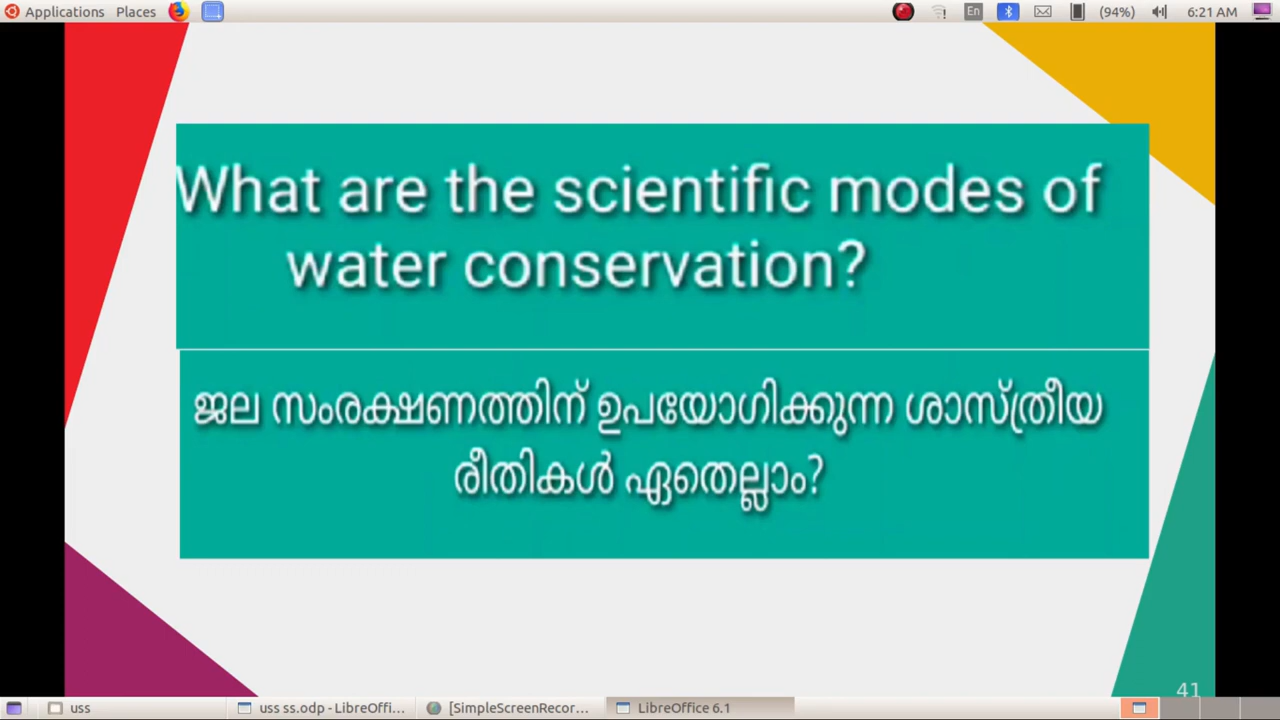 Applications Places En (94%) 6:21 AM
What are the scientific modes of
water conservation?
ജല സംരക്ഷണത്തിന് ഉപയോഗിക്കുന്ന ശാസ്ത്രീയ
രീതികൾ ഏതെല്ലാം?
41
uss uss ss.odp - LibreOffi... [SimpleScreenRecor... LibreOffice 6.1